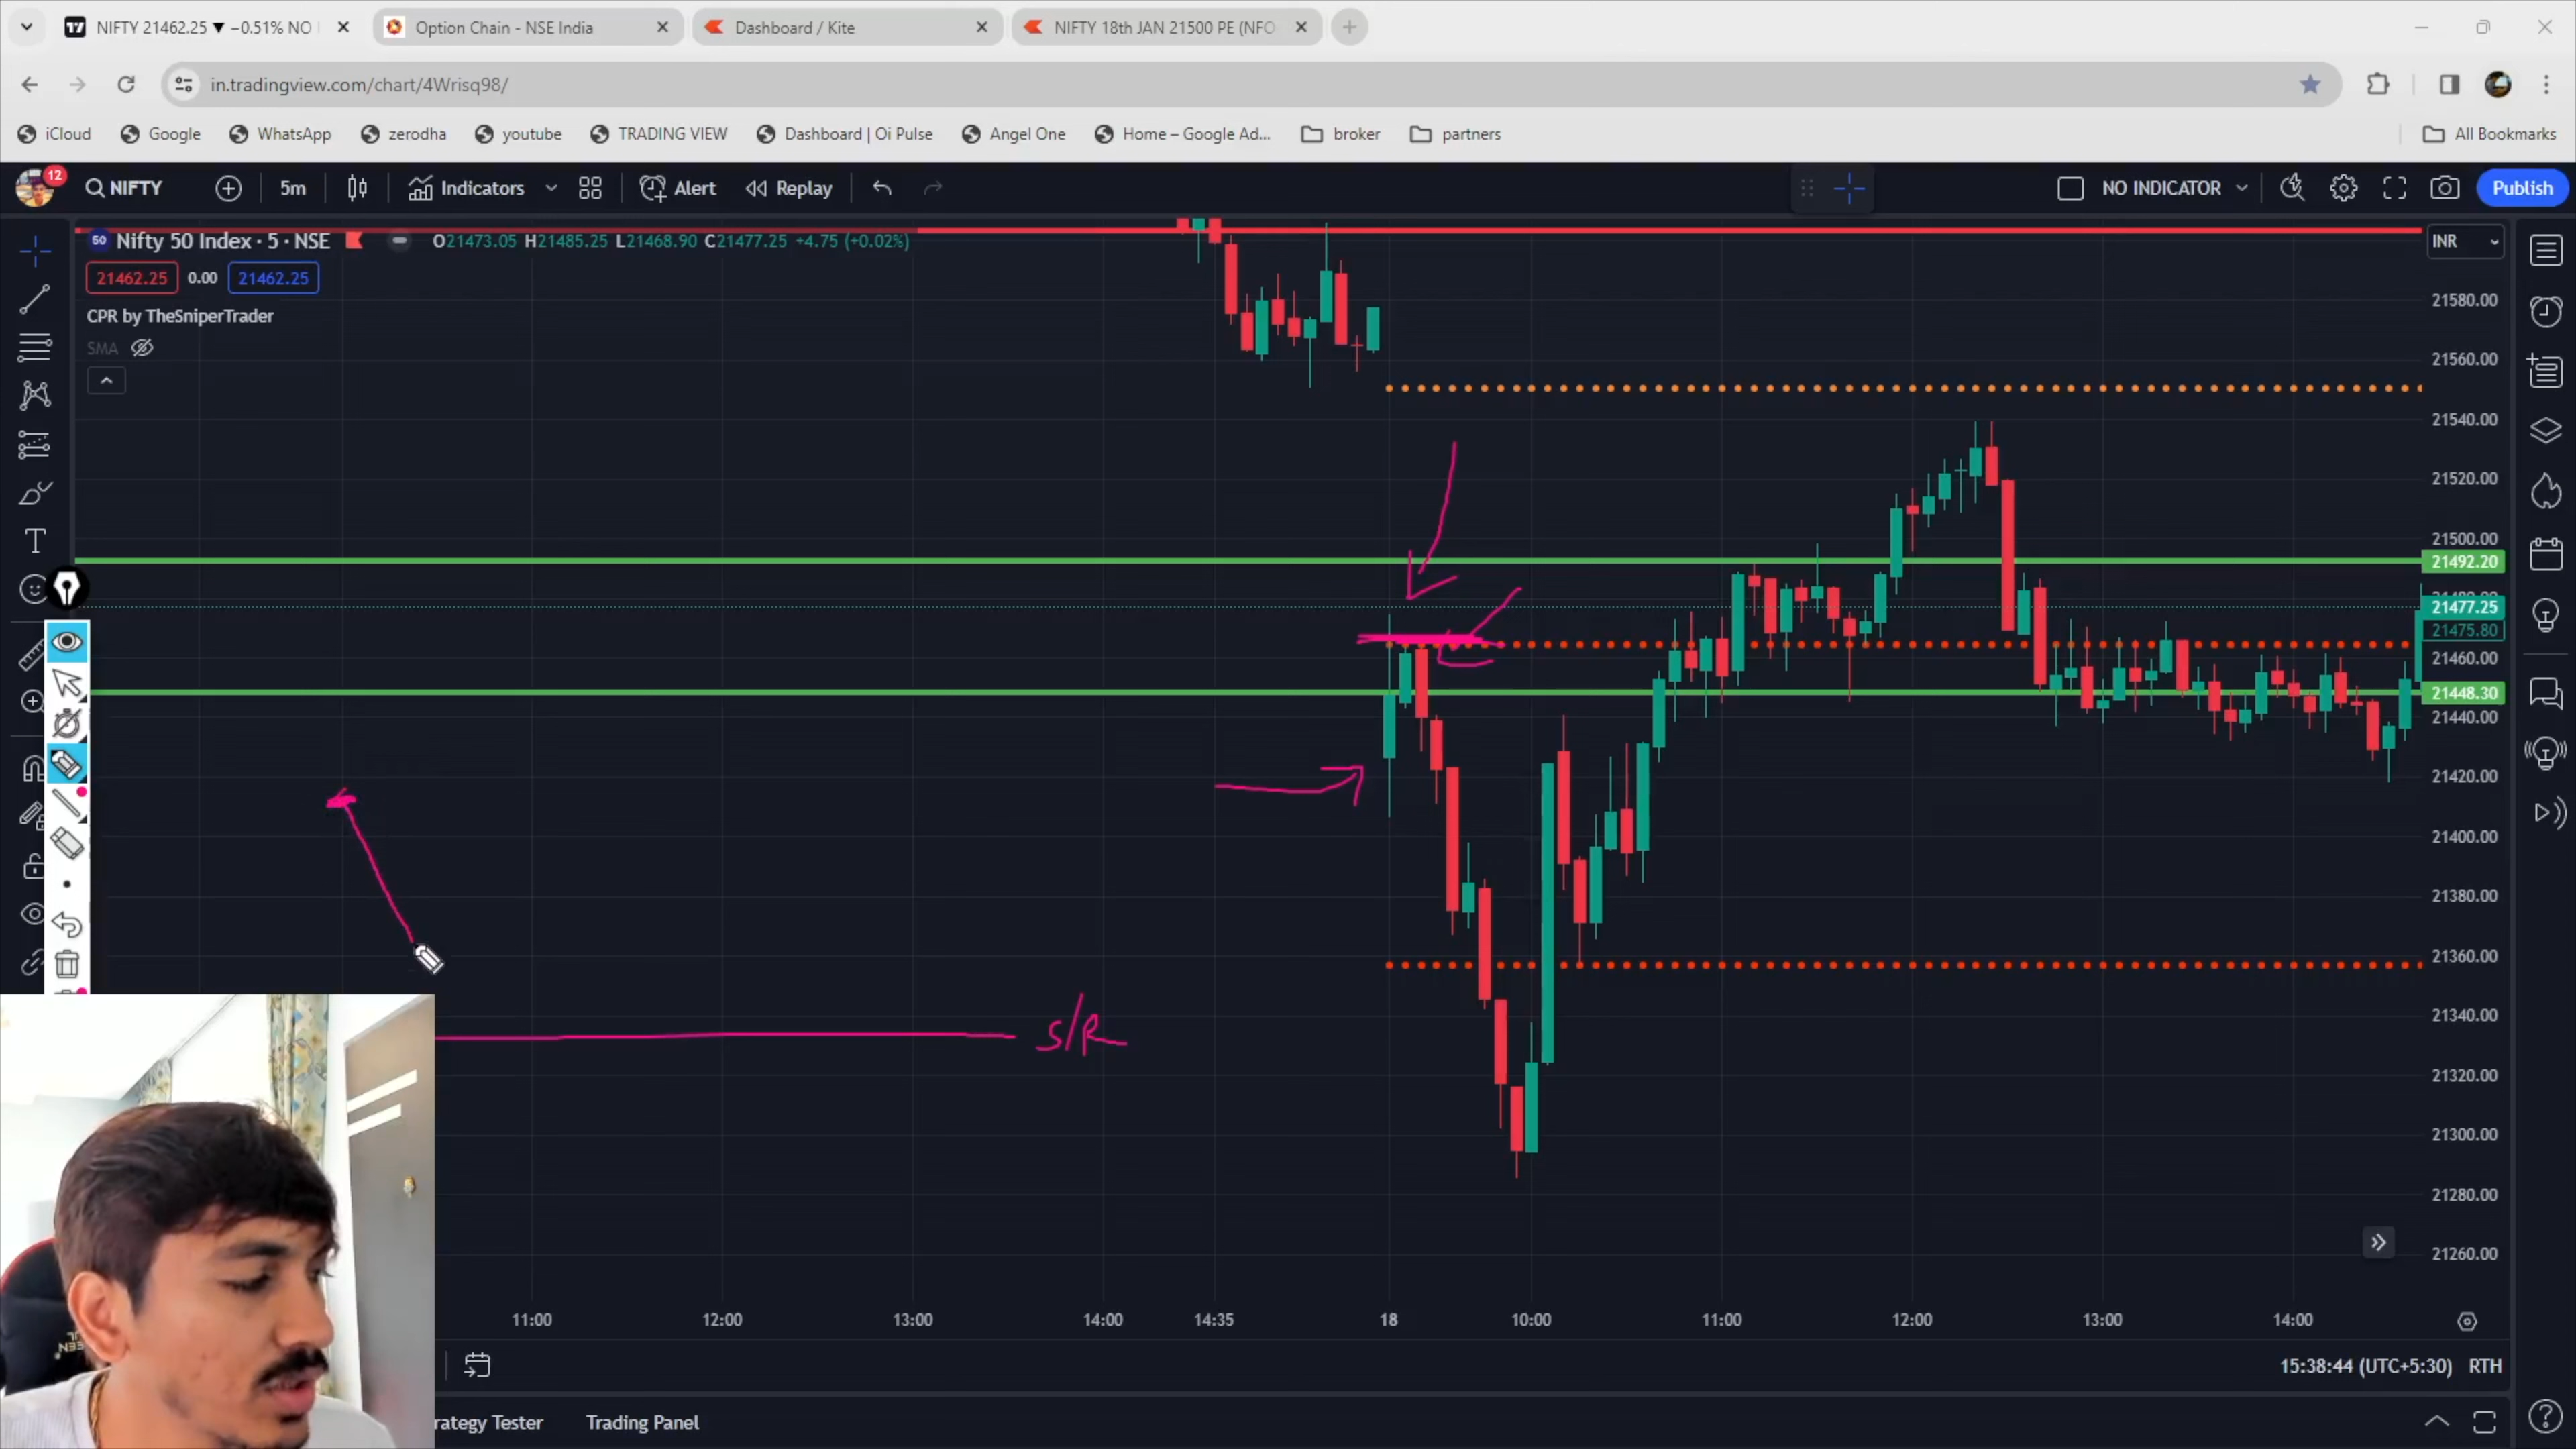 NIFTY 21462.25 ▼ −0.51% NO
Option Chain - NSE India
Dashboard / Kite
NIFTY 18th JAN 21500 PE (NFO
in.tradingview.com/chart/4Wrisq98/
iCloud
Google
WhatsApp
zerodha
youtube
TRADING VIEW
Dashboard | Oi Pulse
Angel One
Home – Google Ad...
broker
partners
All Bookmarks
12
NIFTY
5m
Indicators
Alert
Replay
NO INDICATOR
Publish
50 Nifty 50 Index · 5 · NSE
O21473.05 H21485.25 L21468.90 C21477.25 +4.75 (+0.02%)
INR
21462.25 0.00 21462.25
CPR by TheSniperTrader
SMA
21580.00
21560.00
21540.00
21520.00
21500.00
21492.20
21477.25
21475.80
21460.00
21448.30
21440.00
21420.00
21400.00
21380.00
21360.00
21340.00
21320.00
21300.00
21280.00
21260.00
S/R
11:00
12:00
13:00
14:00
14:35
18
10:00
11:00
12:00
13:00
14:00
15:38:44 (UTC+5:30) RTH
rategy Tester
Trading Panel